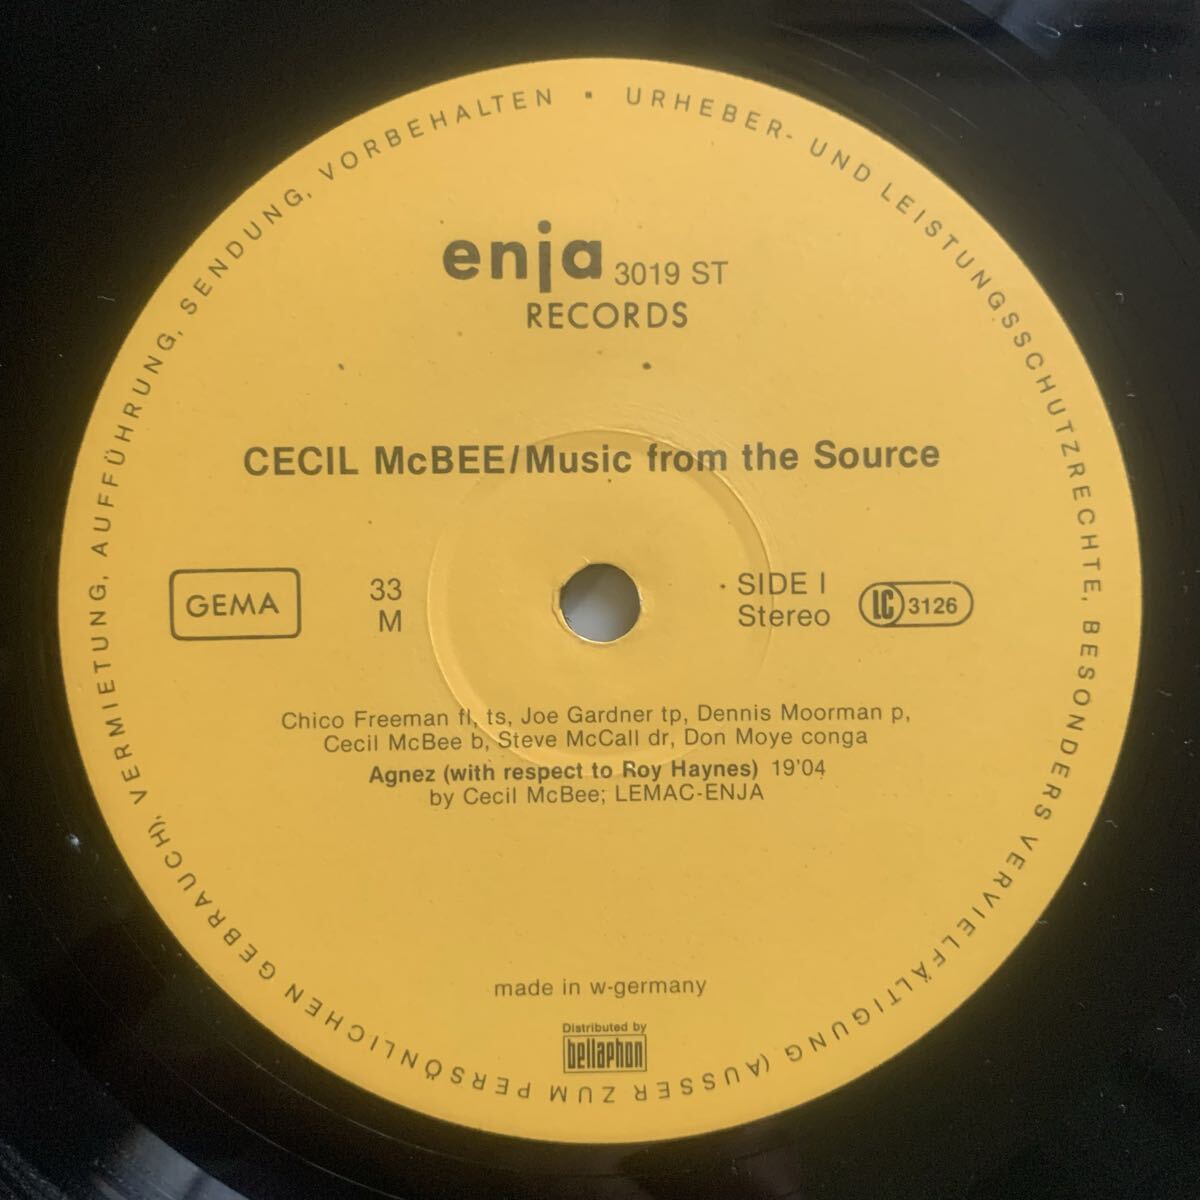 enja 3019 ST
RECORDS
CECIL McBEE/Music from the Source
GEMA
33
M
SIDE I
Stereo
LC 3126
Chico Freeman fl, ts, Joe Gardner tp, Dennis Moorman p,
Cecil McBee b, Steve McCall dr, Don Moye conga
Agnez (with respect to Roy Haynes) 19'04
by Cecil McBee; LEMAC-ENJA
made in w-germany
Distributed by
bellaphon
URHEBER- UND LEISTUNGSSCHUTZRECHTE, BESONDERS VERVIELFÄLTIGUNG (AUSSER ZUM PERSÖNLICHEN GEBRAUCH), VERMIETUNG, AUFFÜHRUNG, SENDUNG, VORBEHALTEN ·